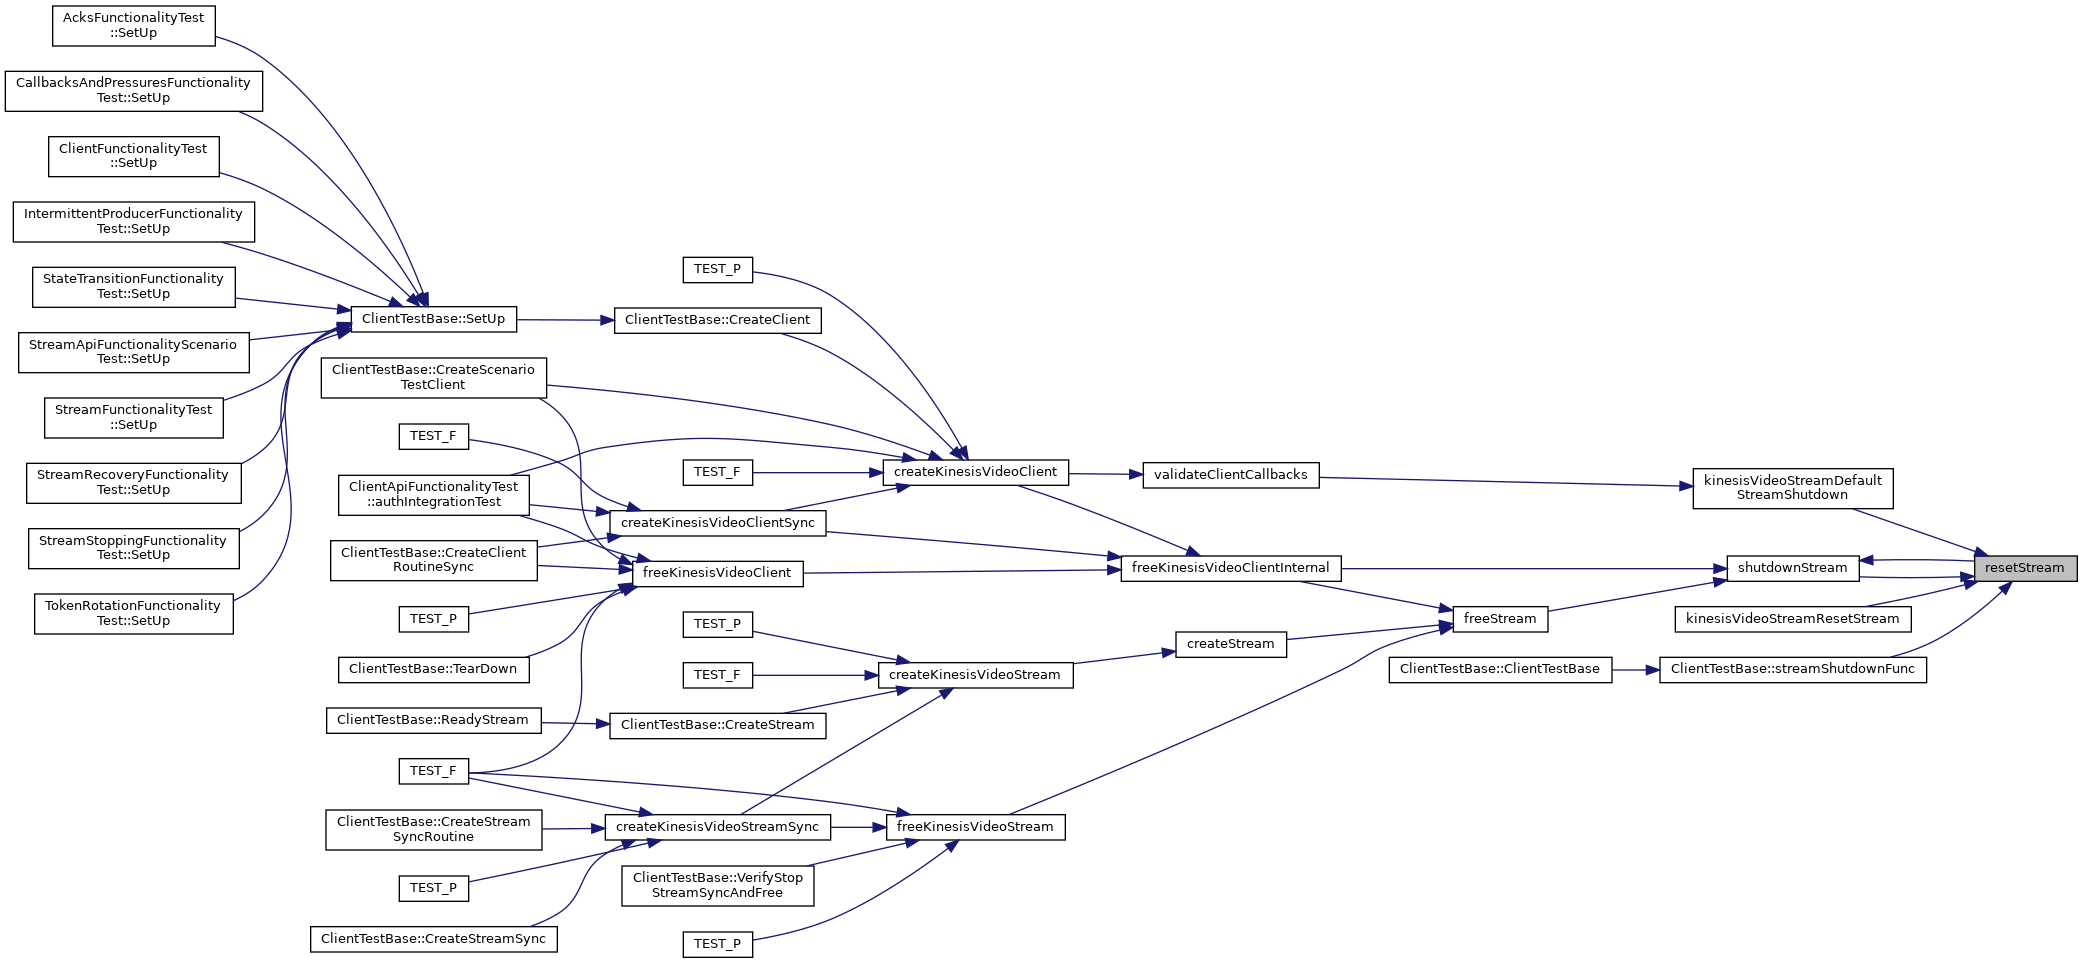 AcksFunctionalityTest
::SetUp
CallbacksAndPressuresFunctionality
Test::SetUp
ClientFunctionalityTest
::SetUp
IntermittentProducerFunctionality
Test::SetUp
StateTransitionFunctionality
Test::SetUp
StreamApiFunctionalityScenario
Test::SetUp
StreamFunctionalityTest
::SetUp
StreamRecoveryFunctionality
Test::SetUp
StreamStoppingFunctionality
Test::SetUp
TokenRotationFunctionality
Test::SetUp
ClientTestBase::SetUp
ClientTestBase::CreateScenario
TestClient
TEST_F
ClientApiFunctionalityTest
::authIntegrationTest
ClientTestBase::CreateClient
RoutineSync
TEST_P
ClientTestBase::TearDown
ClientTestBase::ReadyStream
TEST_F
ClientTestBase::CreateStream
SyncRoutine
TEST_P
ClientTestBase::CreateStreamSync
TEST_P
ClientTestBase::CreateClient
TEST_F
createKinesisVideoClientSync
freeKinesisVideoClient
TEST_P
TEST_F
ClientTestBase::CreateStream
createKinesisVideoStreamSync
ClientTestBase::VerifyStop
StreamSyncAndFree
TEST_P
createKinesisVideoClient
createKinesisVideoStream
freeKinesisVideoStream
validateClientCallbacks
freeKinesisVideoClientInternal
createStream
freeStream
ClientTestBase::ClientTestBase
kinesisVideoStreamDefault
StreamShutdown
shutdownStream
kinesisVideoStreamResetStream
ClientTestBase::streamShutdownFunc
resetStream